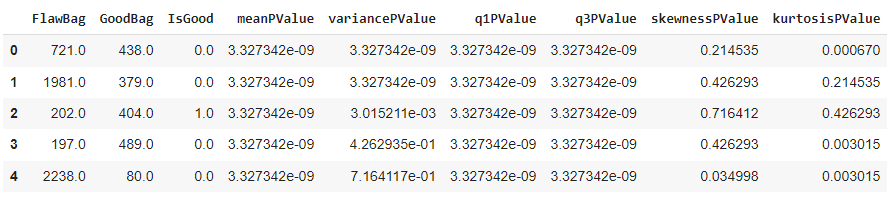 FlawBag GoodBag IsGood meanPValue variancePValue q1PValue q3PValue skewnessPValue kurtosisPValue
0 721.0 438.0 0.0 3.327342e-09 3.327342e-09 3.327342e-09 3.327342e-09 0.214535 0.000670
1 1981.0 379.0 0.0 3.327342e-09 3.327342e-09 3.327342e-09 3.327342e-09 0.426293 0.214535
2 202.0 404.0 1.0 3.327342e-09 3.015211e-03 3.327342e-09 3.327342e-09 0.716412 0.426293
3 197.0 489.0 0.0 3.327342e-09 4.262935e-01 3.327342e-09 3.327342e-09 0.426293 0.003015
4 2238.0 80.0 0.0 3.327342e-09 7.164117e-01 3.327342e-09 3.327342e-09 0.034998 0.003015